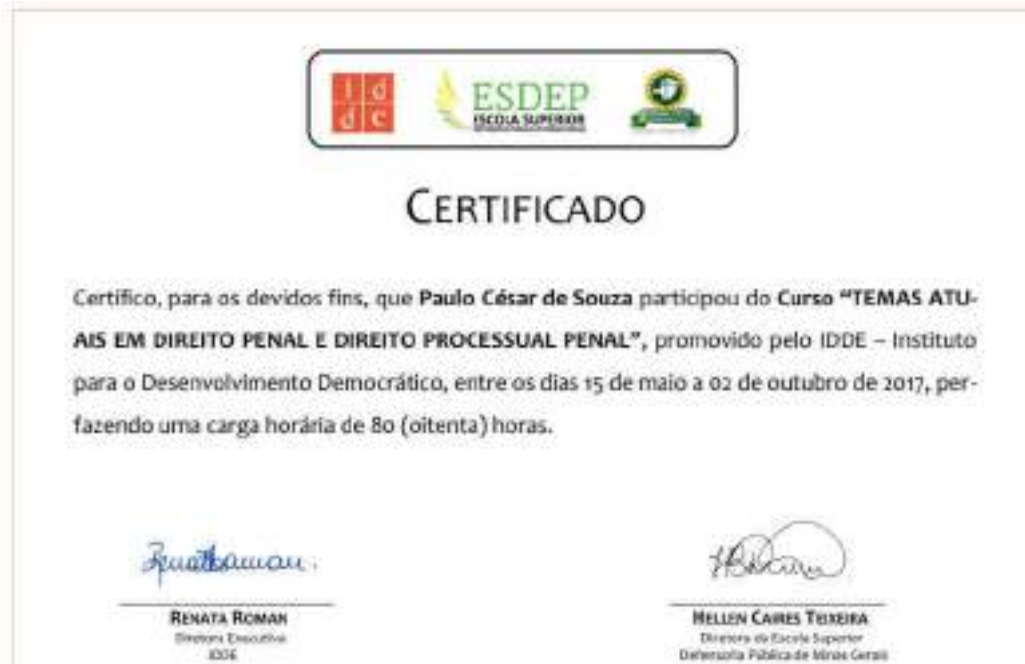 I d
d e
ESDEP
ESCOLA SUPERIOR
CERTIFICADO
Certifico, para os devidos fins, que Paulo César de Souza participou do Curso “TEMAS ATU-
AIS EM DIREITO PENAL E DIREITO PROCESSUAL PENAL”, promovido pelo IDDE – Instituto
para o Desenvolvimento Democrático, entre os dias 15 de maio a 02 de outubro de 2017, per-
fazendo uma carga horária de 80 (oitenta) horas.
RENATA ROMAN
Diretora Executiva
IDDE
HELLEN CAIRES TEIXEIRA
Diretora da Escola Superior
Defensoria Pública de Minas Gerais